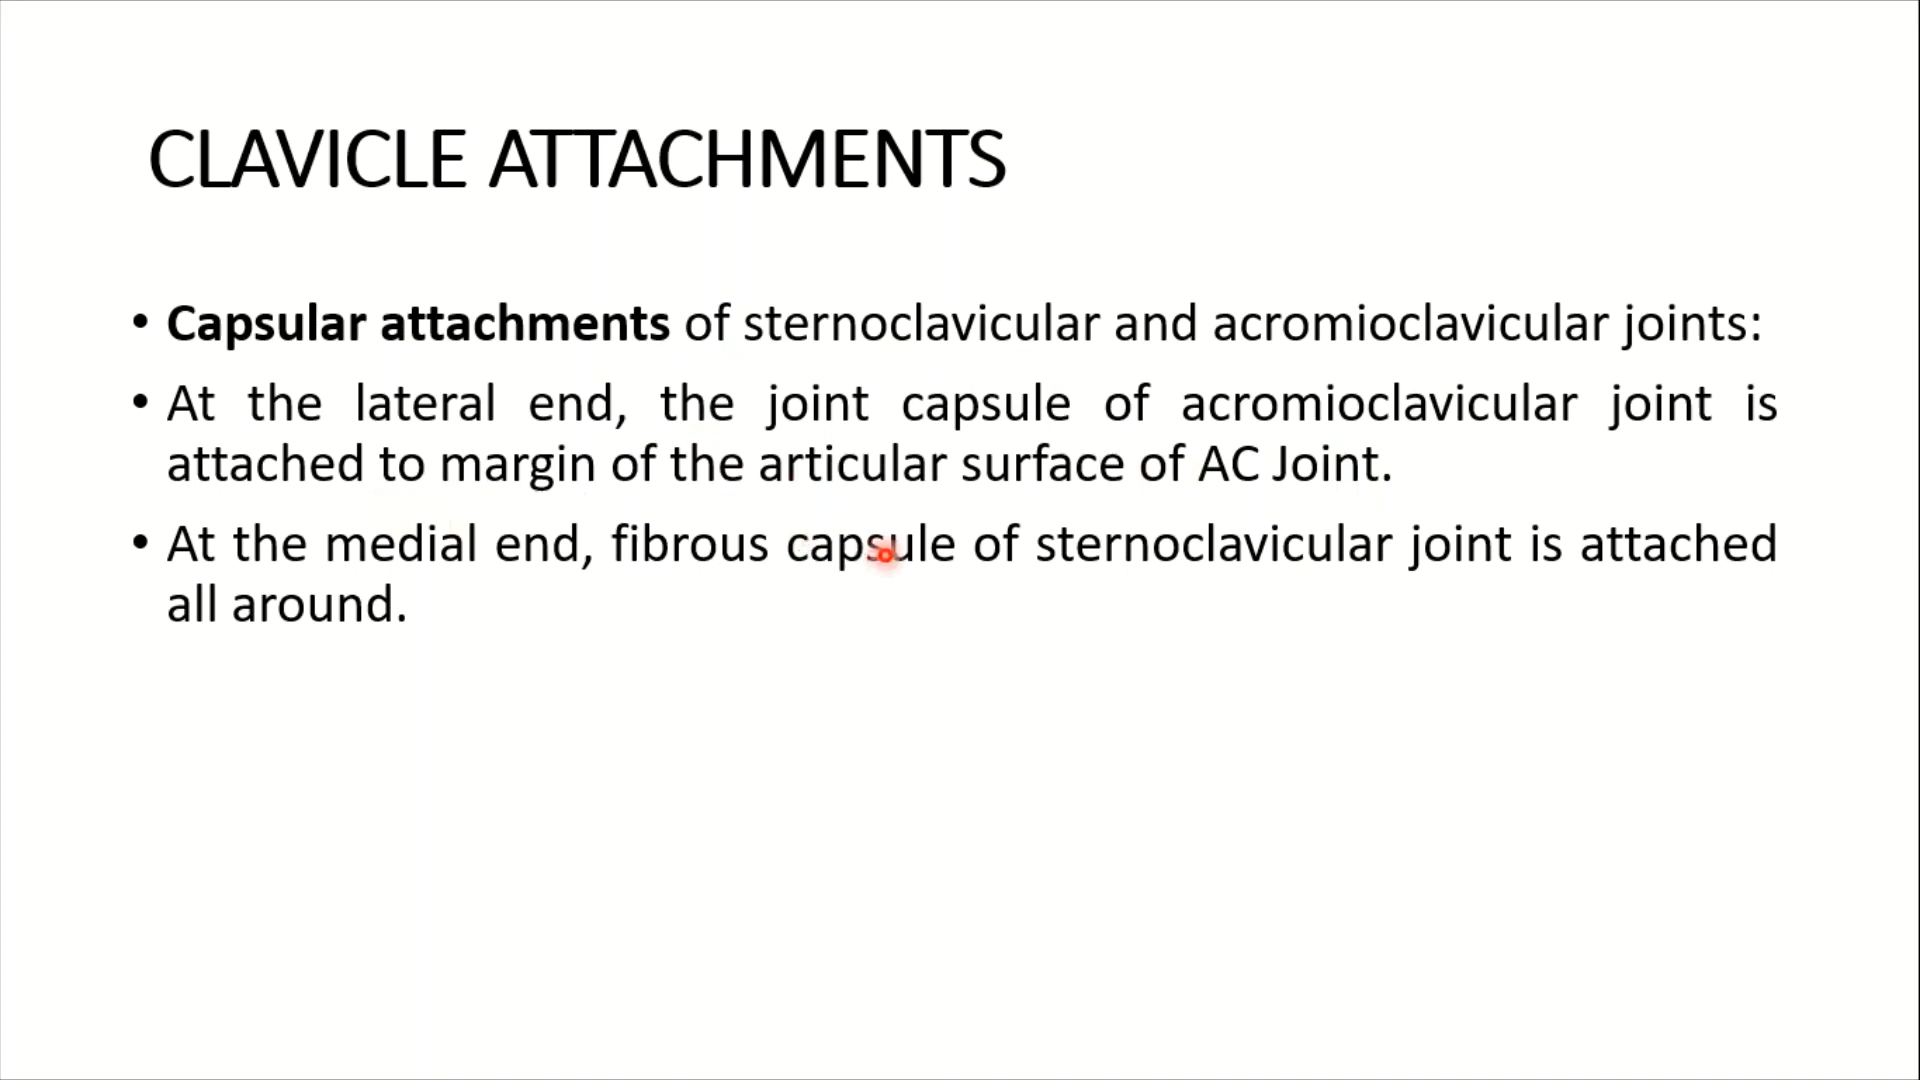 CLAVICLE ATTACHMENTS
• Capsular attachments of sternoclavicular and acromioclavicular joints:
• At the lateral end, the joint capsule of acromioclavicular joint is
attached to margin of the articular surface of AC Joint.
• At the medial end, fibrous capsule of sternoclavicular joint is attached
all around.